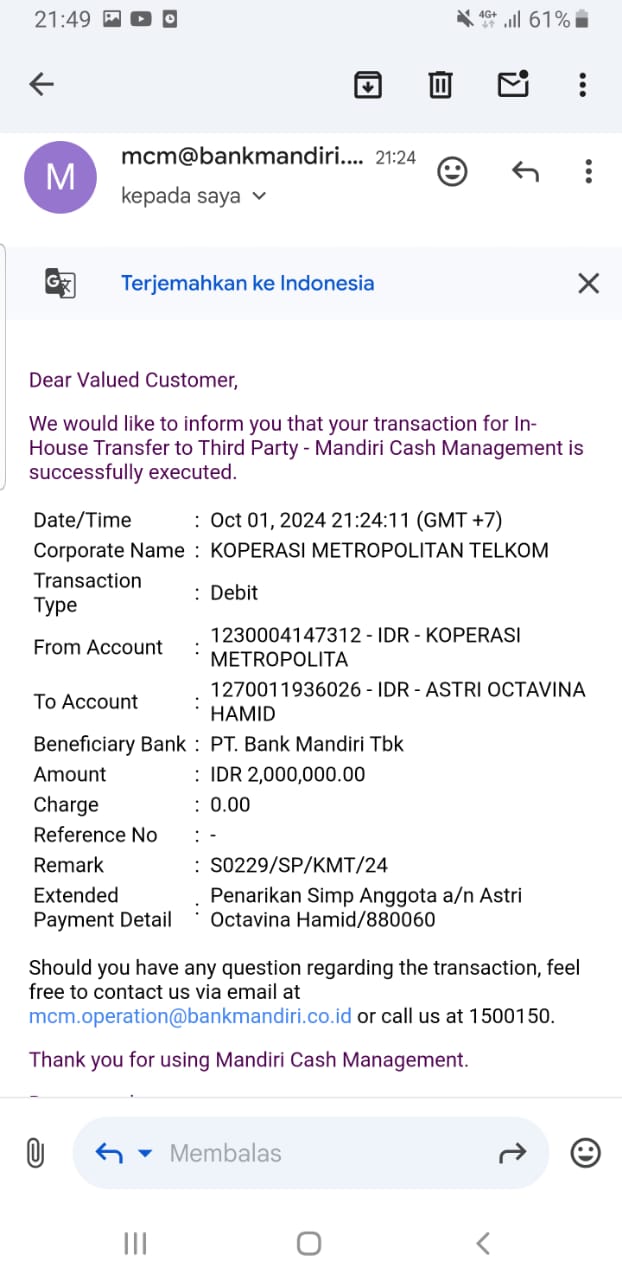 21:49 4G+ 61%
M mcm@bankmandiri.... 21:24
kepada saya
Terjemahkan ke Indonesia
Dear Valued Customer,
We would like to inform you that your transaction for In-
House Transfer to Third Party - Mandiri Cash Management is
successfully executed.
Date/Time : Oct 01, 2024 21:24:11 (GMT +7)
Corporate Name : KOPERASI METROPOLITAN TELKOM
Transaction
Type : Debit
From Account : 1230004147312 - IDR - KOPERASI
METROPOLITA
To Account : 1270011936026 - IDR - ASTRI OCTAVINA
HAMID
Beneficiary Bank : PT. Bank Mandiri Tbk
Amount : IDR 2,000,000.00
Charge : 0.00
Reference No : -
Remark : S0229/SP/KMT/24
Extended
Payment Detail : Penarikan Simp Anggota a/n Astri
Octavina Hamid/880060
Should you have any question regarding the transaction, feel
free to contact us via email at
mcm.operation@bankmandiri.co.id or call us at 1500150.
Thank you for using Mandiri Cash Management.
Membalas